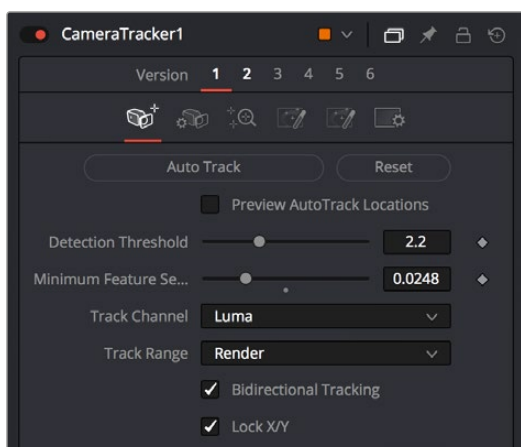 CameraTracker1
Version 1 2 3 4 5 6
Auto Track Reset
Preview AutoTrack Locations
Detection Threshold 2.2
Minimum Feature Se... 0.0248
Track Channel Luma
Track Range Render
Bidirectional Tracking
Lock X/Y